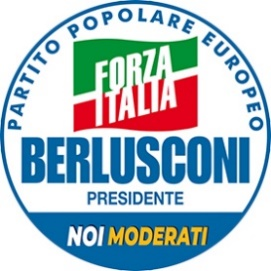 PARTITO POPOLARE EUROPEO
FORZA
ITALIA
BERLUSCONI
PRESIDENTE
NOI MODERATI